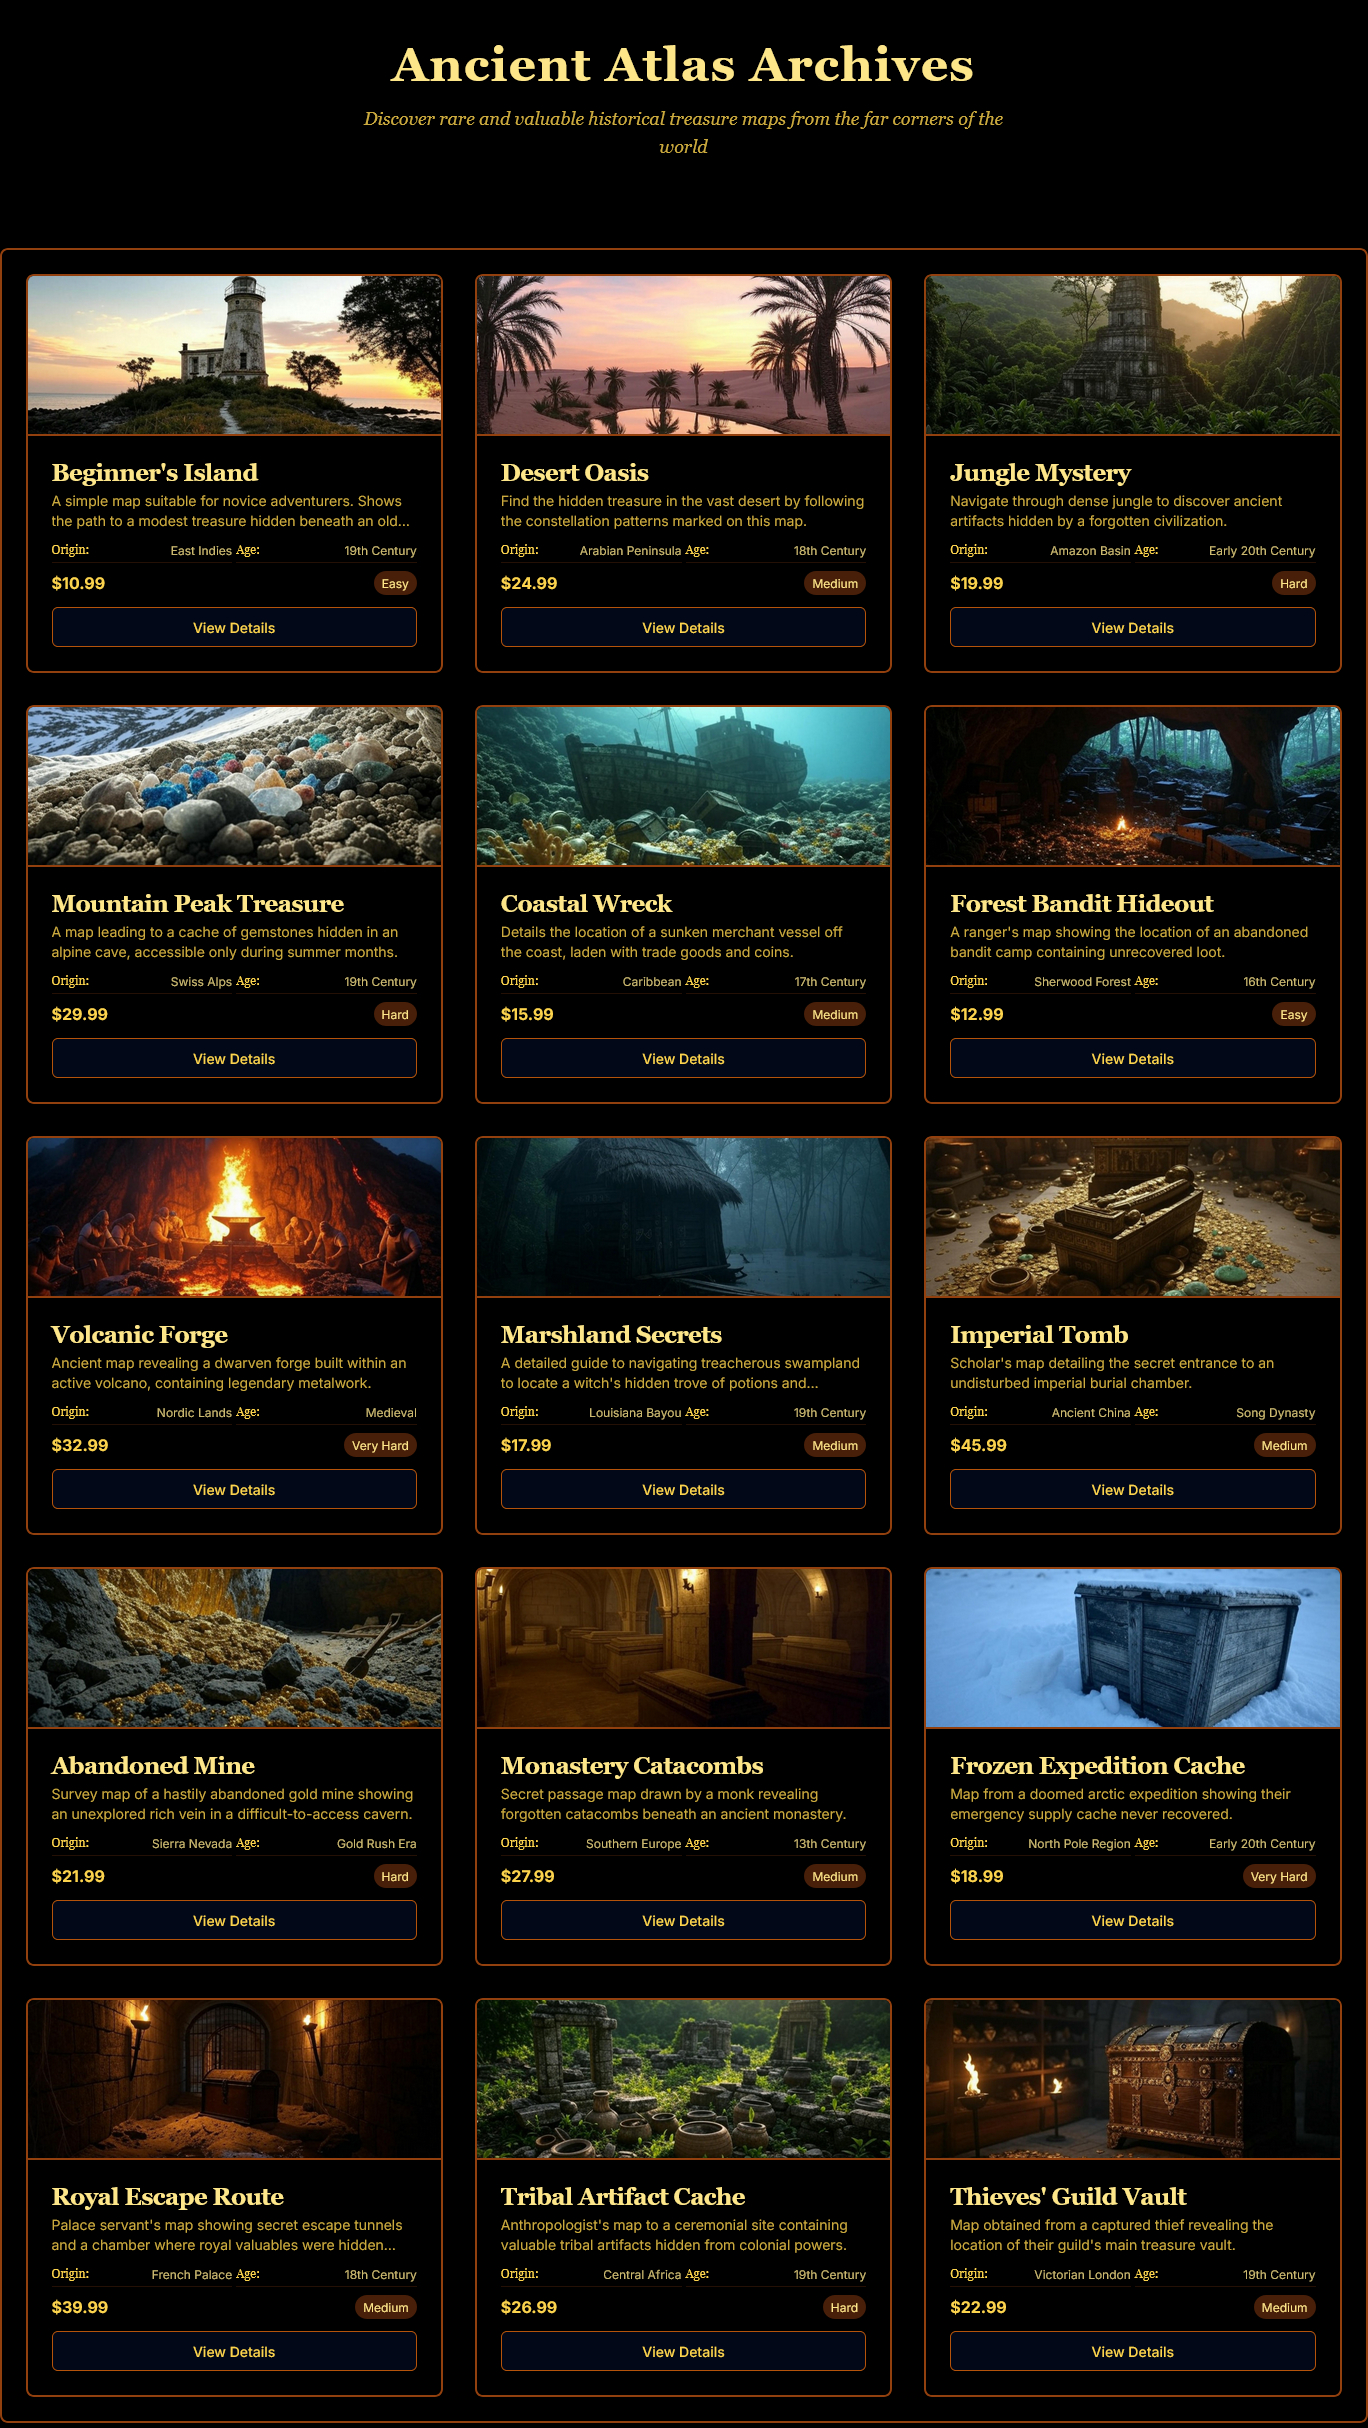 Ancient Atlas Archives
Discover rare and valuable historical treasure maps from the far corners of the
world
Beginner's Island
A simple map suitable for novice adventurers. Shows
the path to a modest treasure hidden beneath an old...
Origin: East Indies Age: 19th Century
$10.99 Easy
View Details
Desert Oasis
Find the hidden treasure in the vast desert by following
the constellation patterns marked on this map.
Origin: Arabian Peninsula Age: 18th Century
$24.99 Medium
View Details
Jungle Mystery
Navigate through dense jungle to discover ancient
artifacts hidden by a forgotten civilization.
Origin: Amazon Basin Age: Early 20th Century
$19.99 Hard
View Details
Mountain Peak Treasure
A map leading to a cache of gemstones hidden in an
alpine cave, accessible only during summer months.
Origin: Swiss Alps Age: 19th Century
$29.99 Hard
View Details
Coastal Wreck
Details the location of a sunken merchant vessel off
the coast, laden with trade goods and coins.
Origin: Caribbean Age: 17th Century
$15.99 Medium
View Details
Forest Bandit Hideout
A ranger's map showing the location of an abandoned
bandit camp containing unrecovered loot.
Origin: Sherwood Forest Age: 16th Century
$12.99 Easy
View Details
Volcanic Forge
Ancient map revealing a dwarven forge built within an
active volcano, containing legendary metalwork.
Origin: Nordic Lands Age: Medieval
$32.99 Very Hard
View Details
Marshland Secrets
A detailed guide to navigating treacherous swampland
to locate a witch's hidden trove of potions and...
Origin: Louisiana Bayou Age: 19th Century
$17.99 Medium
View Details
Imperial Tomb
Scholar's map detailing the secret entrance to an
undisturbed imperial burial chamber.
Origin: Ancient China Age: Song Dynasty
$45.99 Medium
View Details
Abandoned Mine
Survey map of a hastily abandoned gold mine showing
an unexplored rich vein in a difficult-to-access cavern.
Origin: Sierra Nevada Age: Gold Rush Era
$21.99 Hard
View Details
Monastery Catacombs
Secret passage map drawn by a monk revealing
forgotten catacombs beneath an ancient monastery.
Origin: Southern Europe Age: 13th Century
$27.99 Medium
View Details
Frozen Expedition Cache
Map from a doomed arctic expedition showing their
emergency supply cache never recovered.
Origin: North Pole Region Age: Early 20th Century
$18.99 Very Hard
View Details
Royal Escape Route
Palace servant's map showing secret escape tunnels
and a chamber where royal valuables were hidden...
Origin: French Palace Age: 18th Century
$39.99 Medium
View Details
Tribal Artifact Cache
Anthropologist's map to a ceremonial site containing
valuable tribal artifacts hidden from colonial powers.
Origin: Central Africa Age: 19th Century
$26.99 Hard
View Details
Thieves' Guild Vault
Map obtained from a captured thief revealing the
location of their guild's main treasure vault.
Origin: Victorian London Age: 19th Century
$22.99 Medium
View Details